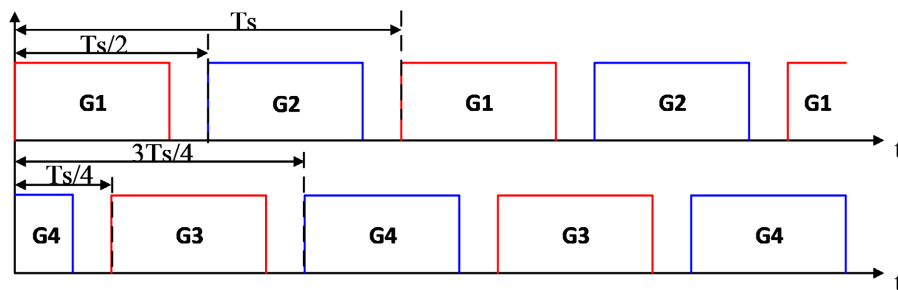 Ts
Ts/2
G1 G2 G1 G2 G1
t
3Ts/4
Ts/4
G4 G3 G4 G3 G4
t